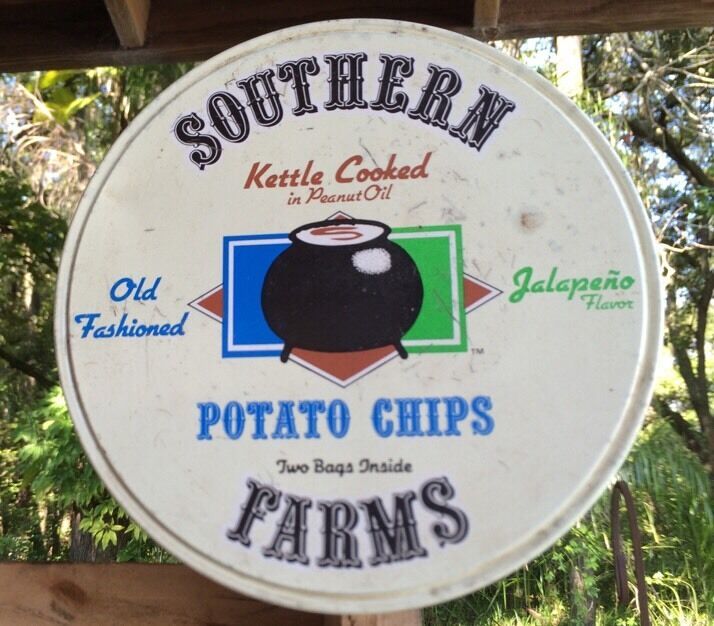 SOUTHERN
Kettle Cooked
in Peanut Oil
Old
Fashioned
Jalapeño
Flavor
TM
POTATO CHIPS
Two Bags Inside
FARMS